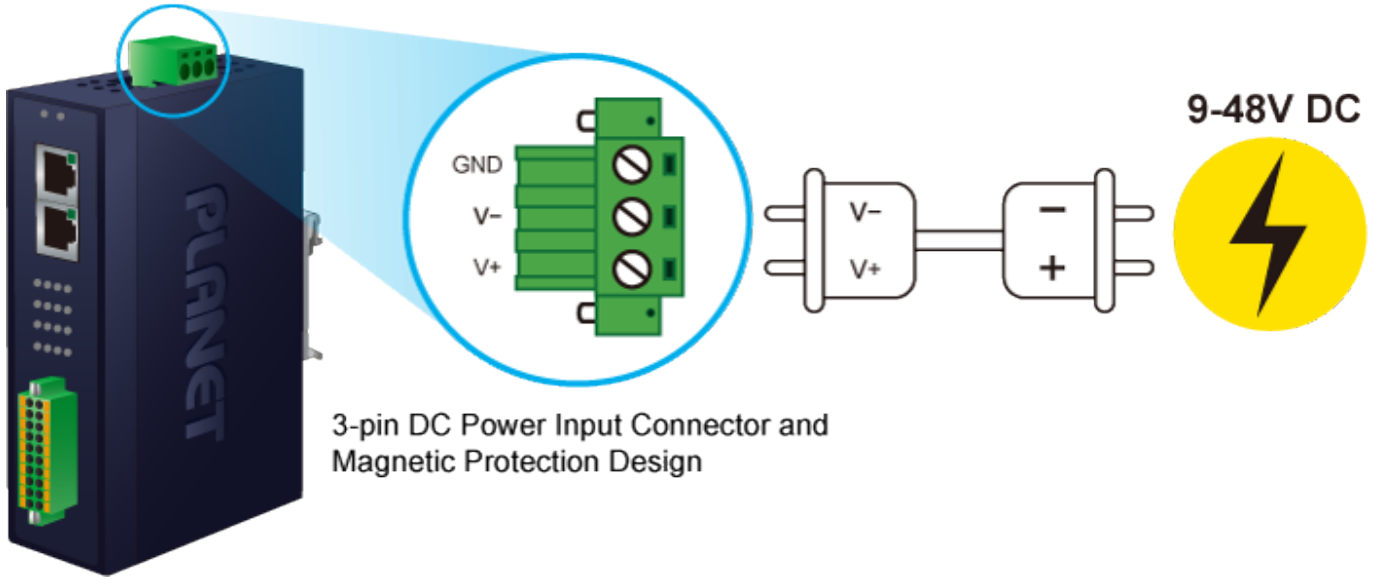 PLANET
GND
V−
V+
V−
V+
−
+
9-48V DC
3-pin DC Power Input Connector and
Magnetic Protection Design